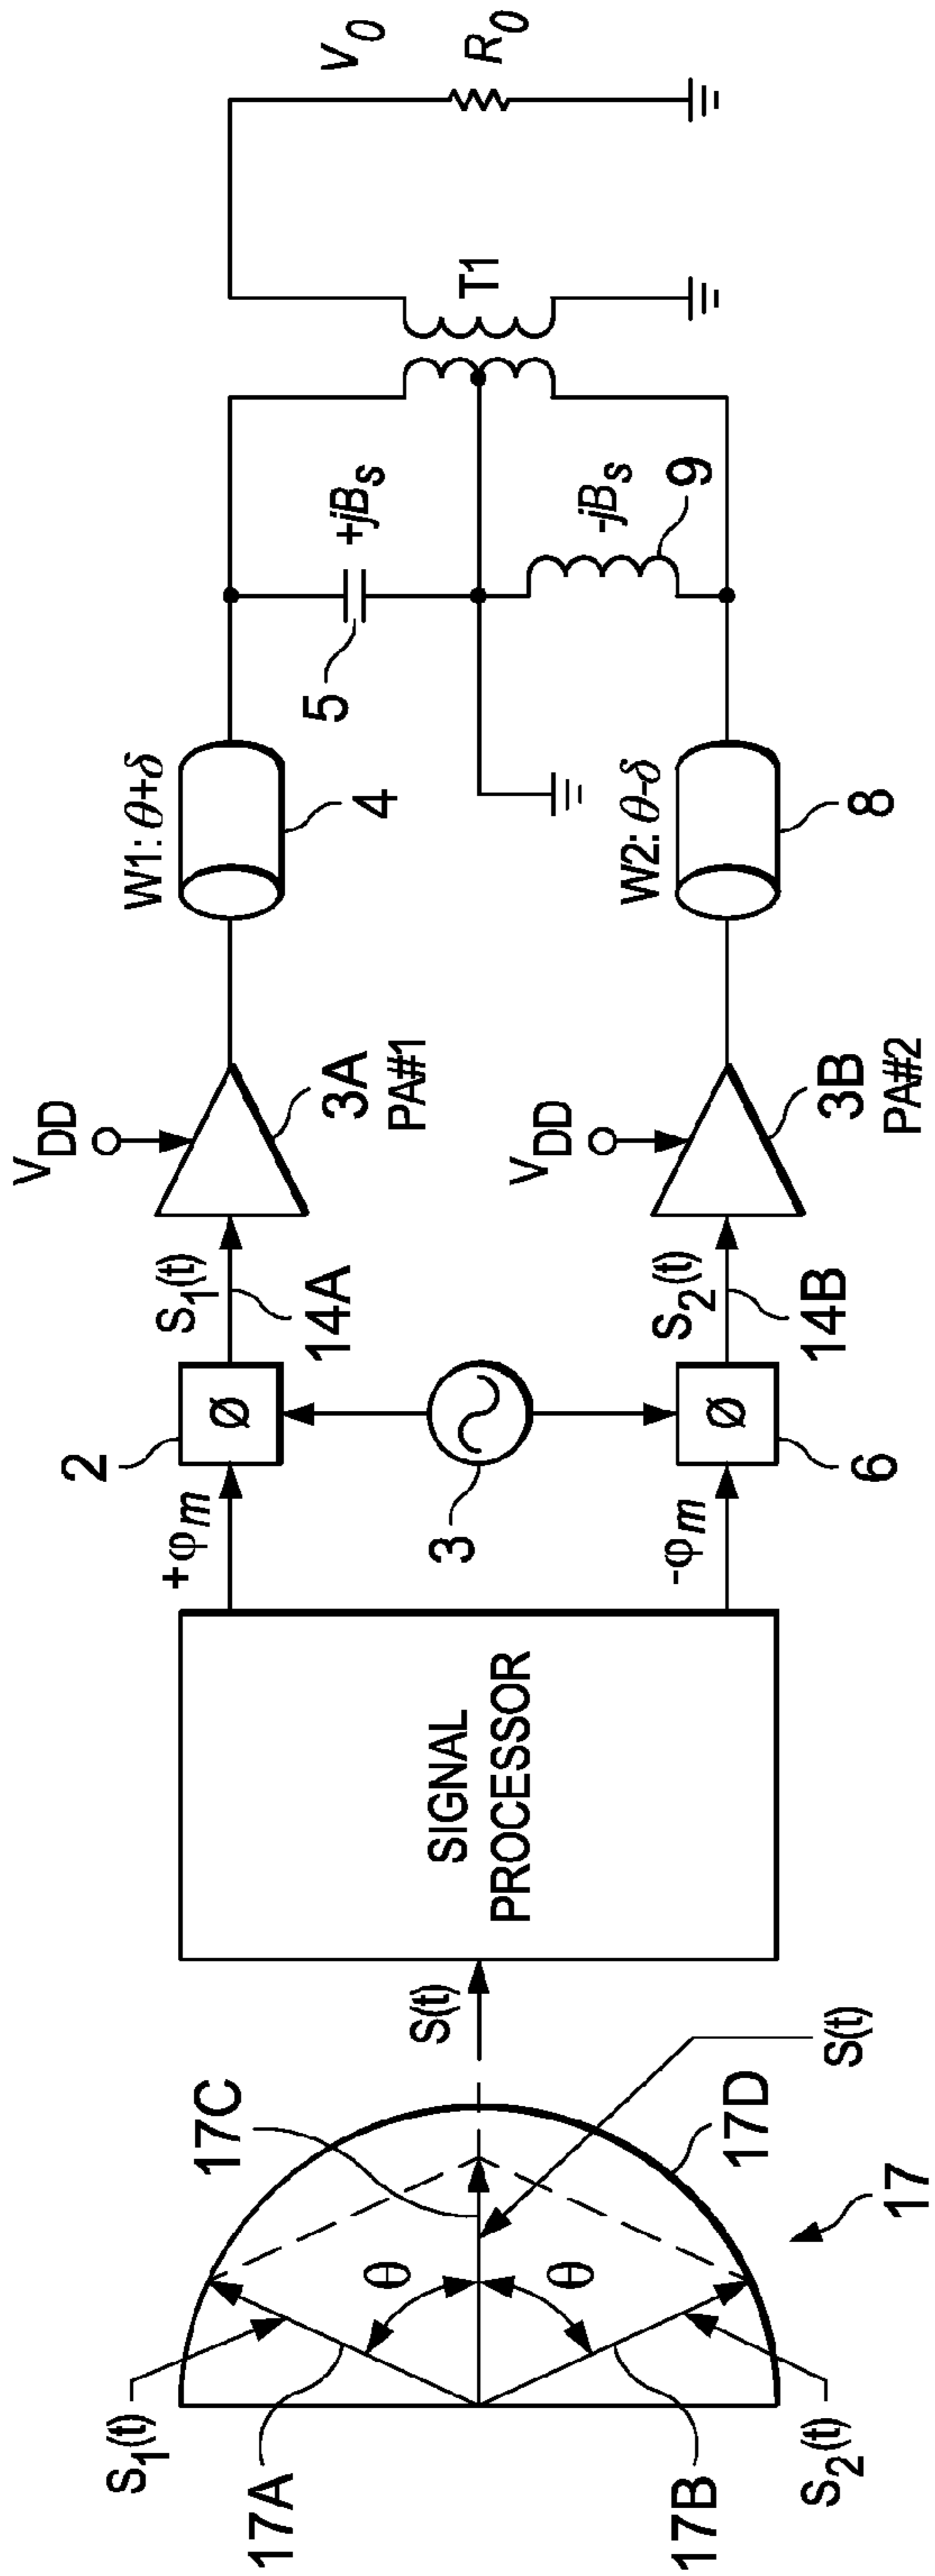 S₁(t)
17A
17B
S₂(t)
θ
θ
17C
S(t)
17D
17
S(t)
SIGNAL
PROCESSOR
+φm
-φm
2
Ø
3
Ø
6
S₁(t)
14A
S₂(t)
14B
VDD
3A
PA#1
VDD
3B
PA#2
W1: θ+δ
4
W2: θ-δ
8
5
+jBs
-jBs
9
T1
V0
R0